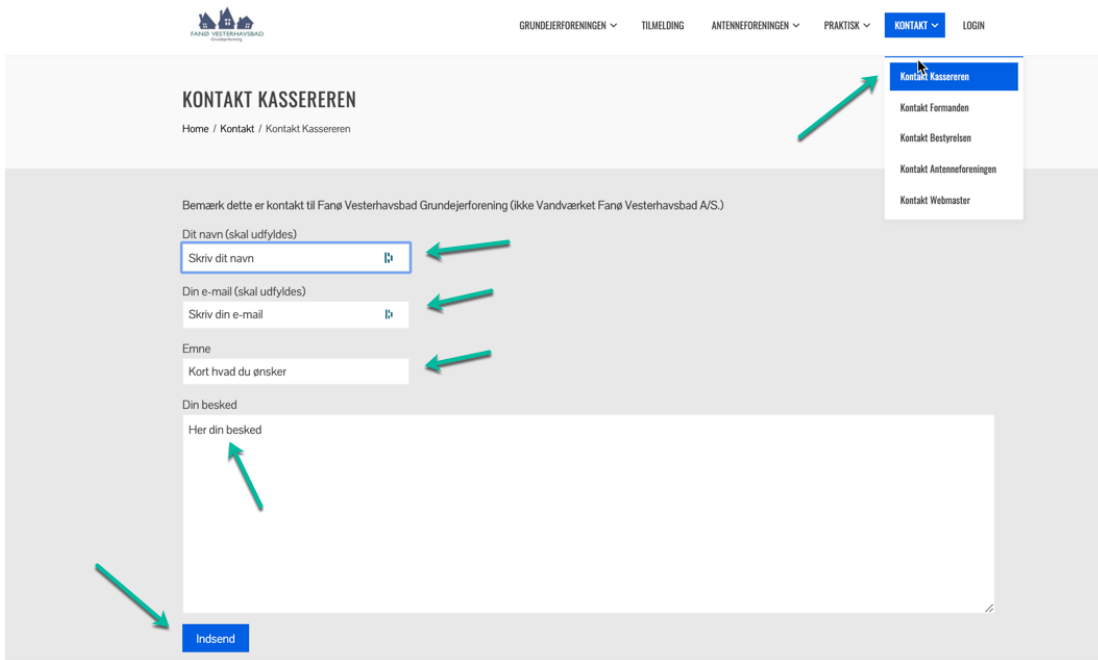 FANØ VESTERHAVSBAD
Grundejerforening
GRUNDEJERFORENINGEN
TILMELDING
ANTENNEFORENINGEN
PRAKTISK
KONTAKT
LOGIN
Kontakt Kassereren
Kontakt Formanden
Kontakt Bestyrelsen
Kontakt Antenneforeningen
Kontakt Webmaster
KONTAKT KASSEREREN
Home / Kontakt / Kontakt Kassereren
Bemærk dette er kontakt til Fanø Vesterhavsbad Grundejerforening (ikke Vandværket Fanø Vesterhavsbad A/S.)
Dit navn (skal udfyldes)
Skriv dit navn
Din e-mail (skal udfyldes)
Skriv din e-mail
Emne
Kort hvad du ønsker
Din besked
Her din besked
Indsend